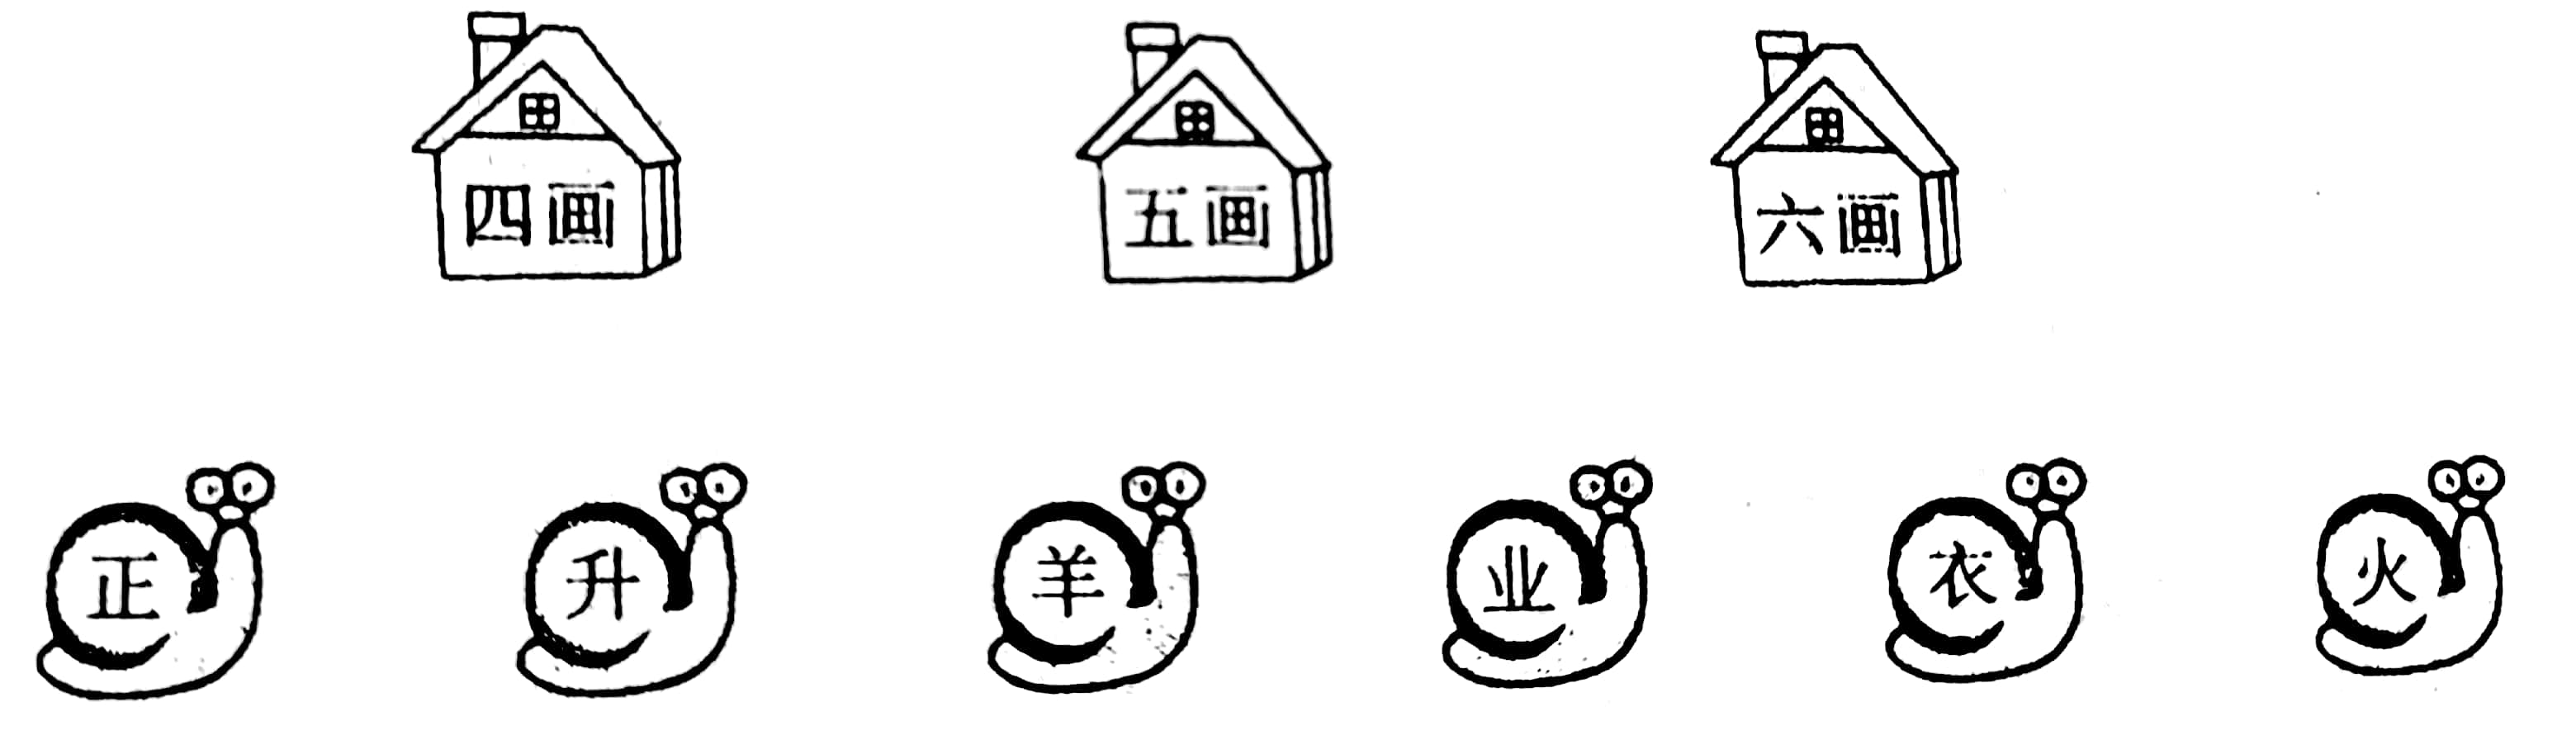 四画 五画 六画
正 升 羊 业 衣 火